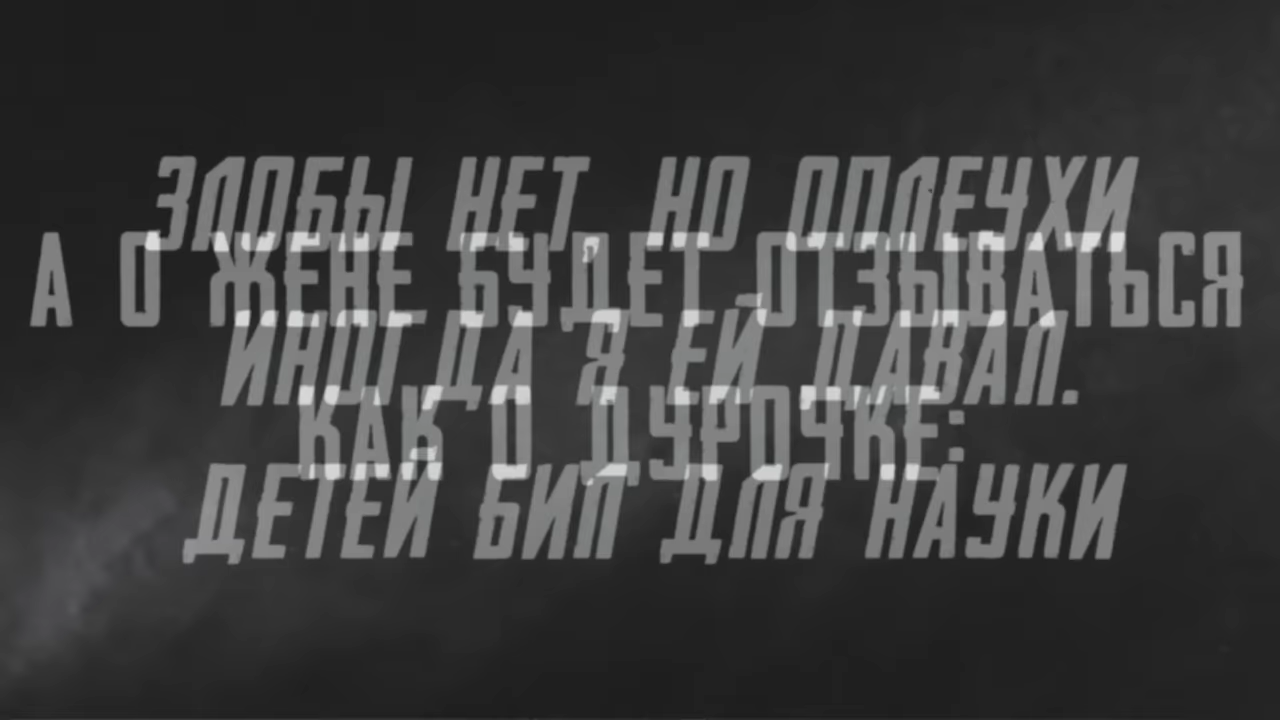 ЗЛОБЫ НЕТ, НО ОПЛЕУХИ
А О ЖЕНЕ БУДЕТ ОТЗЫВАТЬСЯ
ИНОГДА Я ЕЙ ДАВАЛ.
КАК О ДУРОЧКЕ:
ДЕТЕЙ БИЛ ДЛЯ НАУКИ